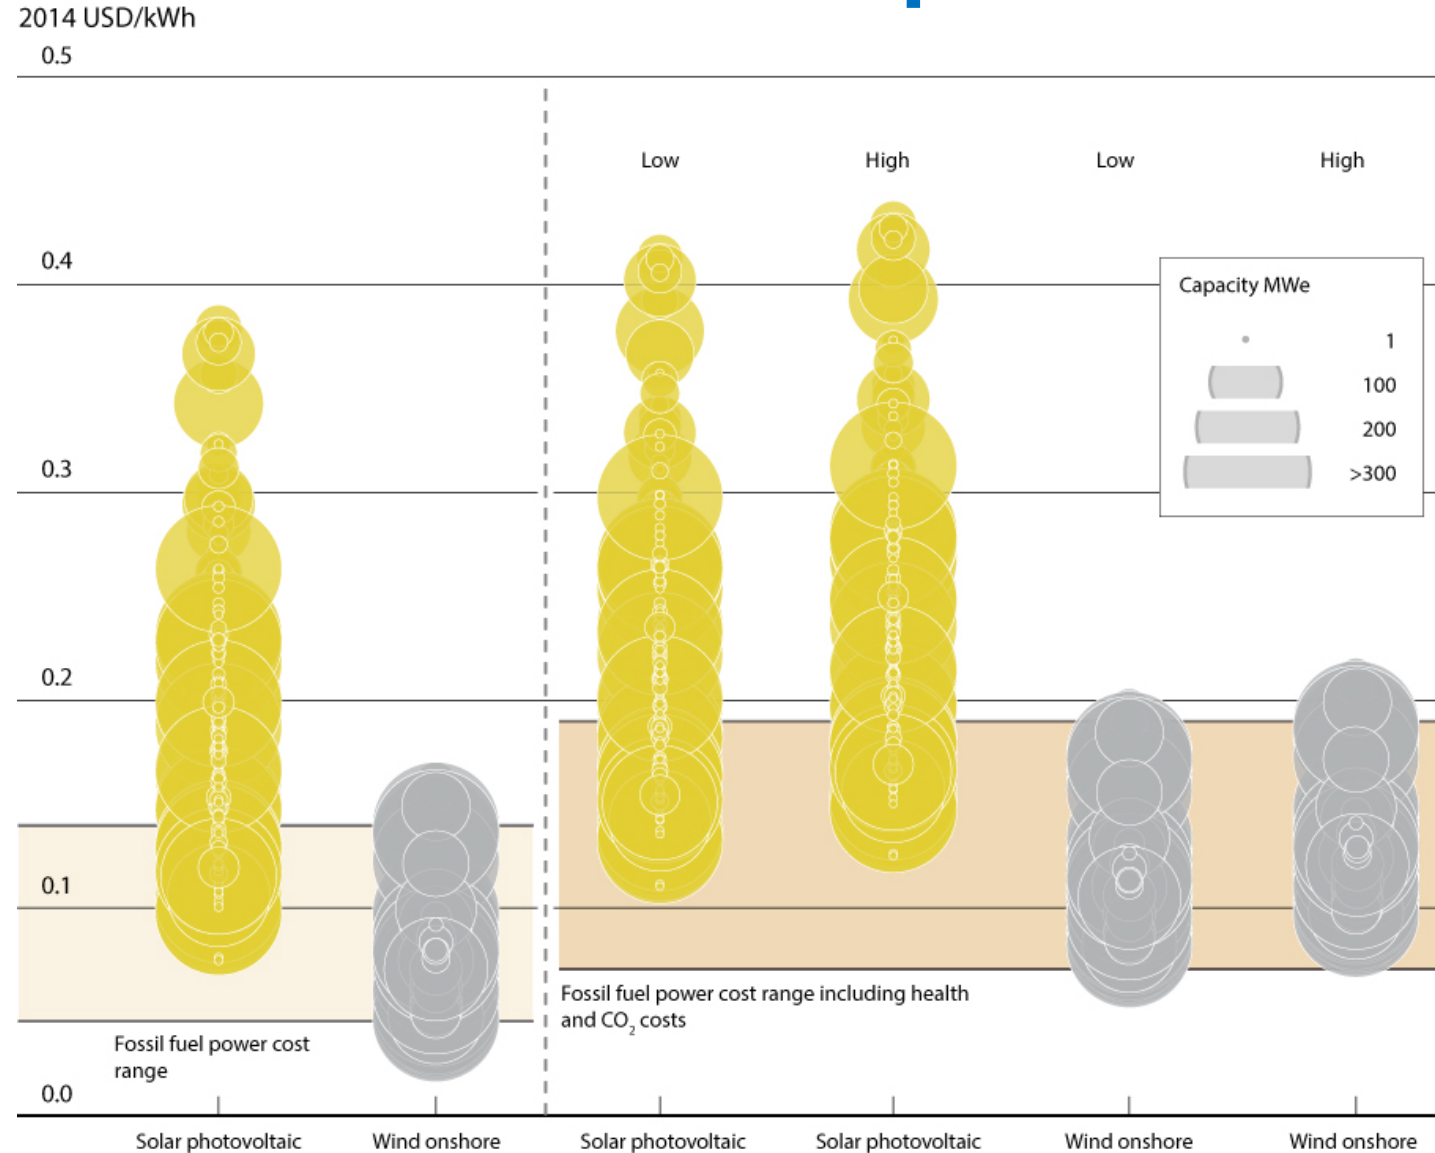 2014 USD/kWh
0.5
Low High Low High
0.4
Capacity MWe
1
100
200
>300
0.3
0.2
0.1
Fossil fuel power cost range including health
and CO2 costs
Fossil fuel power cost
range
0.0
Solar photovoltaic Wind onshore Solar photovoltaic Solar photovoltaic Wind onshore Wind onshore